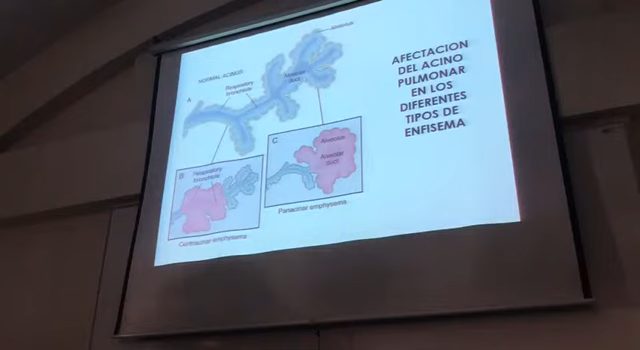 AFECTACION
DEL ACINO
PULMONAR
EN LOS
DIFERENTES
TIPOS DE
ENFISEMA
NORMAL ACINUS
Alveolus
A
Respiratory
bronchiole
Alveolar
duct
B
Respiratory
bronchiole
Centriacinar emphysema
C
Alveolus
Alveolar
duct
Panacinar emphysema